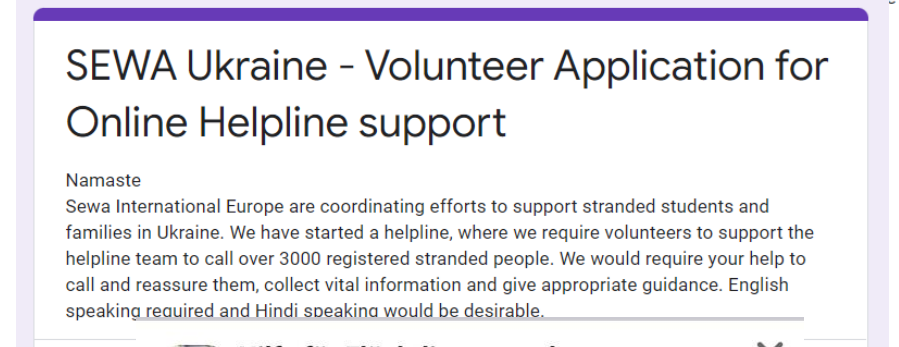 SEWA Ukraine - Volunteer Application for
Online Helpline support
Namaste
Sewa International Europe are coordinating efforts to support stranded students and
families in Ukraine. We have started a helpline, where we require volunteers to support the
helpline team to call over 3000 registered stranded people. We would require your help to
call and reassure them, collect vital information and give appropriate guidance. English
speaking required and Hindi speaking would be desirable.